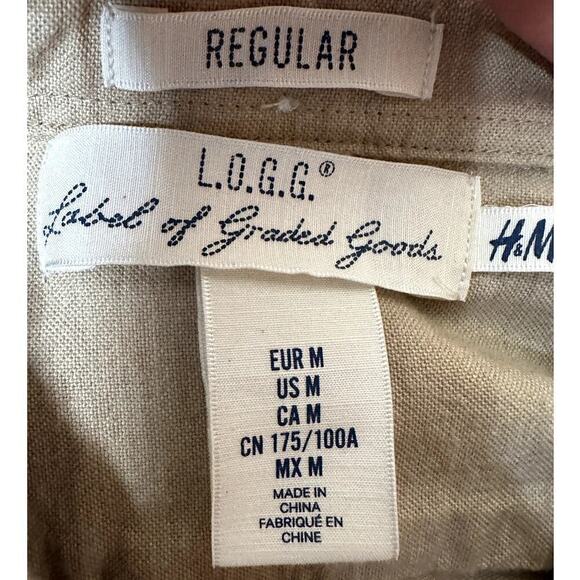 REGULAR
L.O.G.G.®
Label of Graded Goods
H&M
EUR M
US M
CA M
CN 175/100A
MX M
MADE IN
CHINA
FABRIQUÉ EN
CHINE